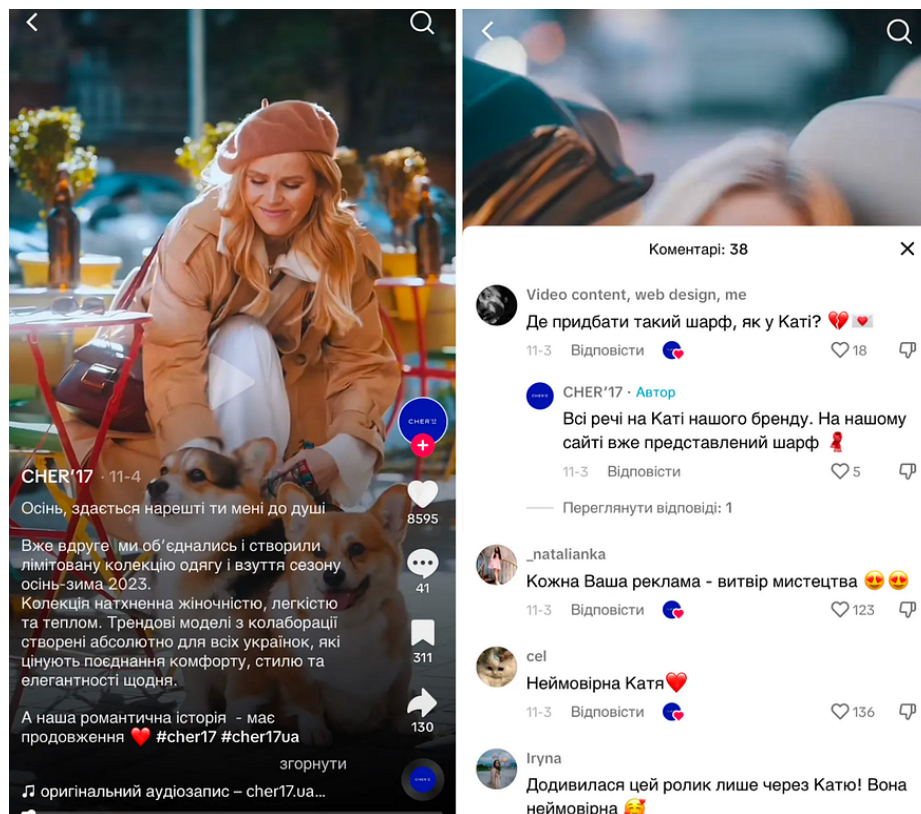 CHER'17
CHER'17 · 11-4
Осінь, здається нарешті ти мені до душі
Вже вдруге ми об'єднались і створили
лімітовану колекцію одягу і взуття сезону
осінь-зима 2023.
Колекція натхненна жіночністю, легкістю
та теплом. Трендові моделі з колаборації
створені абсолютно для всіх українок, які
цінують поєднання комфорту, стилю та
елегантності щодня.
А наша романтична історія - має
продовження ❤️ #cher17 #cher17ua
згорнути
♫ оригінальний аудіозапис – cher17.ua...
8595
41
311
130
Коментарі: 38
Video content, web design, me
Де придбати такий шарф, як у Каті? 💔 💌
11-3 Відповісти 18
CHER'17 · Автор
Всі речі на Каті нашого бренду. На нашому
сайті вже представлений шарф 🧣
11-3 Відповісти 5
Переглянути відповіді: 1
_natalianka
Кожна Ваша реклама - витвір мистецтва 😍 😍
11-3 Відповісти 123
cel
Неймовірна Катя❤️
11-3 Відповісти 136
Iryna
Додивилася цей ролик лише через Катю! Вона
неймовірна 🥰